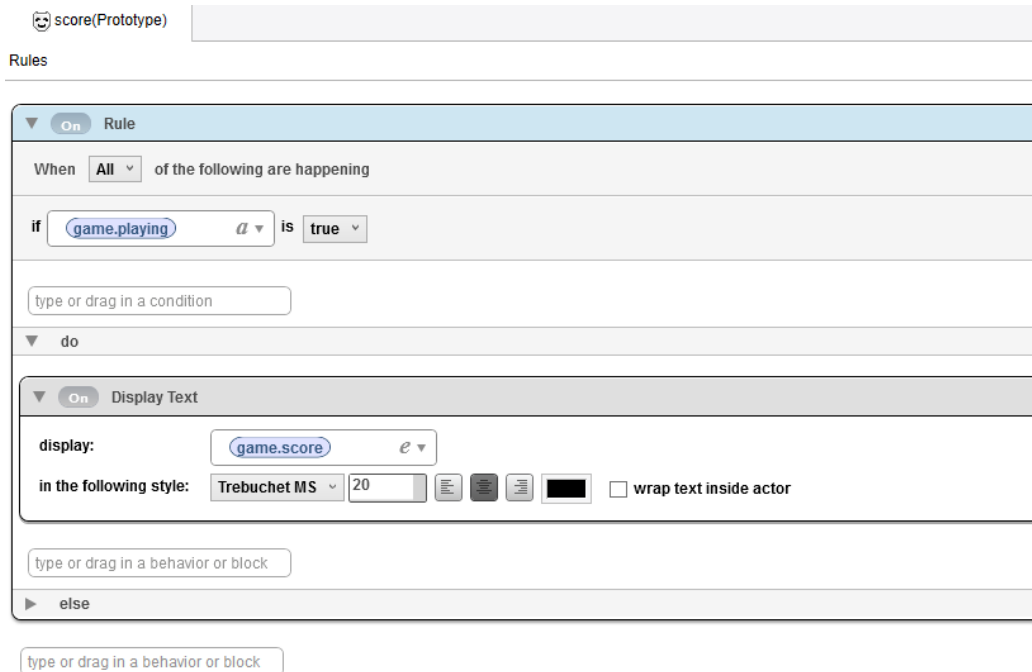 score(Prototype)
Rules
On Rule
When All of the following are happening
if game.playing a is true
type or drag in a condition
do
On Display Text
display: game.score e
in the following style: Trebuchet MS 20 wrap text inside actor
type or drag in a behavior or block
else
type or drag in a behavior or block